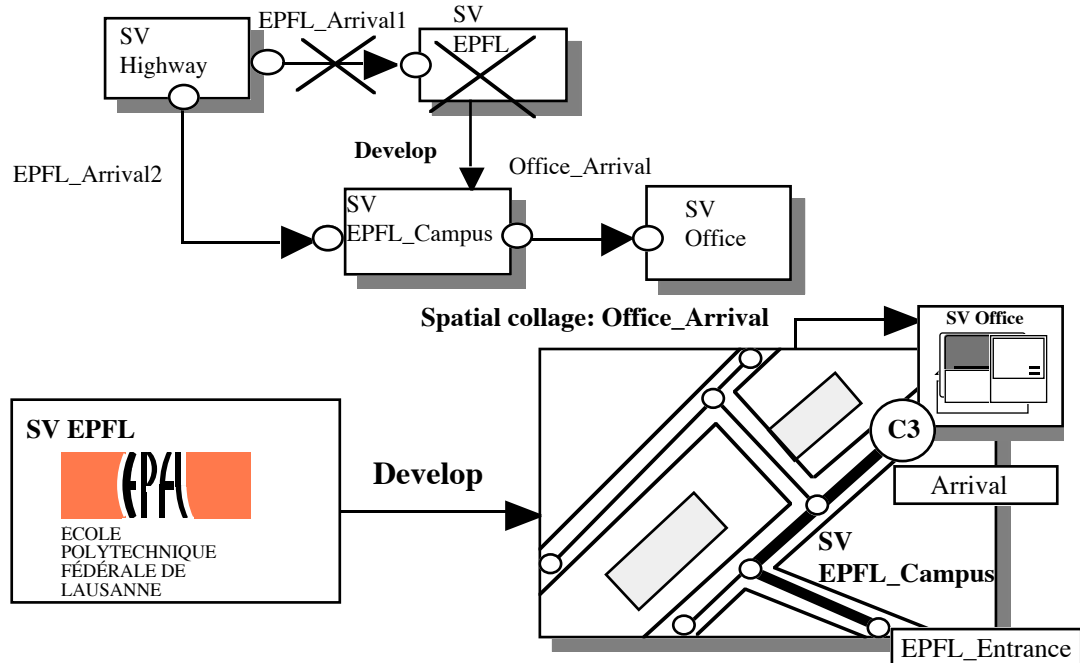 EPFL_Arrival1
SV
EPFL
SV
Highway
EPFL_Arrival2
Develop
Office_Arrival
SV
EPFL_Campus
SV
Office
Spatial collage: Office_Arrival
SV Office
SV EPFL
EPFL
ECOLE
POLYTECHNIQUE
FÉDÉRALE DE
LAUSANNE
Develop
C3
Arrival
SV
EPFL_Campus
EPFL_Entrance